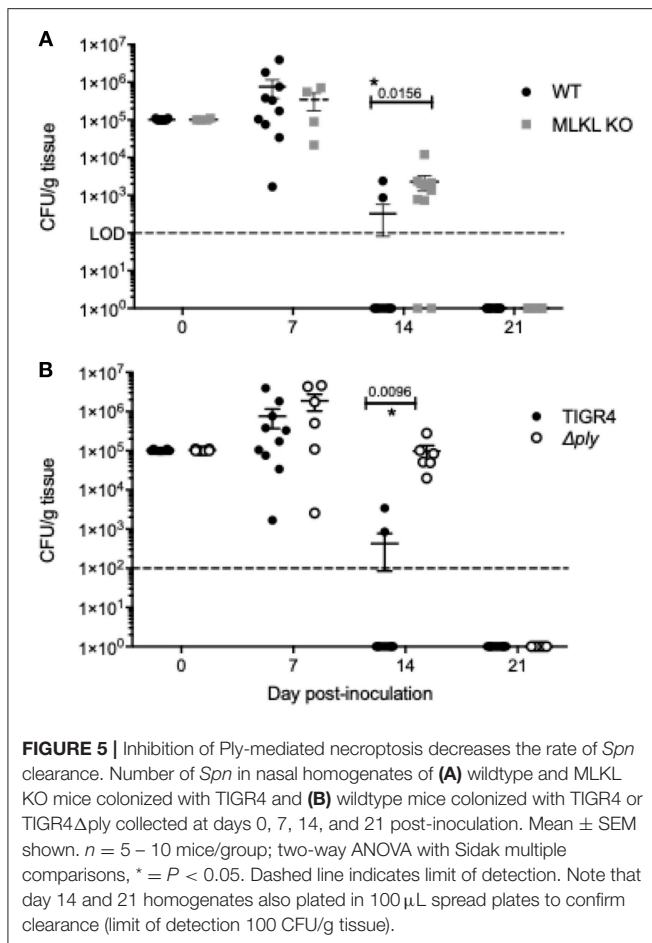 A
CFU/g tissue
1×10⁷
1×10⁶
1×10⁵
1×10⁴
1×10³
LOD
1×10¹
1×10⁰
0 7 14 21
*
0.0156
WT
MLKL KO
B
CFU/g tissue
1×10⁷
1×10⁶
1×10⁵
1×10⁴
1×10³
1×10²
1×10¹
1×10⁰
0 7 14 21
0.0096
*
TIGR4
Δply
Day post-inoculation
FIGURE 5 | Inhibition of Ply-mediated necroptosis decreases the rate of Spn
clearance. Number of Spn in nasal homogenates of (A) wildtype and MLKL
KO mice colonized with TIGR4 and (B) wildtype mice colonized with TIGR4 or
TIGR4Δply collected at days 0, 7, 14, and 21 post-inoculation. Mean ± SEM
shown. n = 5 – 10 mice/group; two-way ANOVA with Sidak multiple
comparisons, * = P < 0.05. Dashed line indicates limit of detection. Note that
day 14 and 21 homogenates also plated in 100 μL spread plates to confirm
clearance (limit of detection 100 CFU/g tissue).